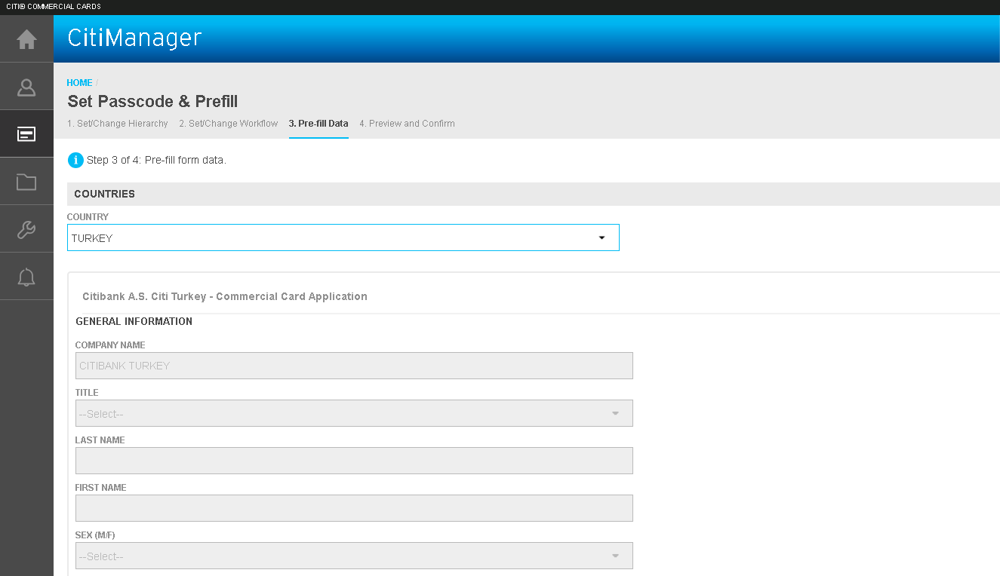 CITI® COMMERCIAL CARDS
CitiManager
HOME /
Set Passcode & Prefill
1. Set/Change Hierarchy 2. Set/Change Workflow 3. Pre-fill Data 4. Preview and Confirm
i Step 3 of 4: Pre-fill form data.
COUNTRIES
COUNTRY
TURKEY
Citibank A.S. Citi Turkey - Commercial Card Application
GENERAL INFORMATION
COMPANY NAME
CITIBANK TURKEY
TITLE
--Select--
LAST NAME
FIRST NAME
SEX (M/F)
--Select--